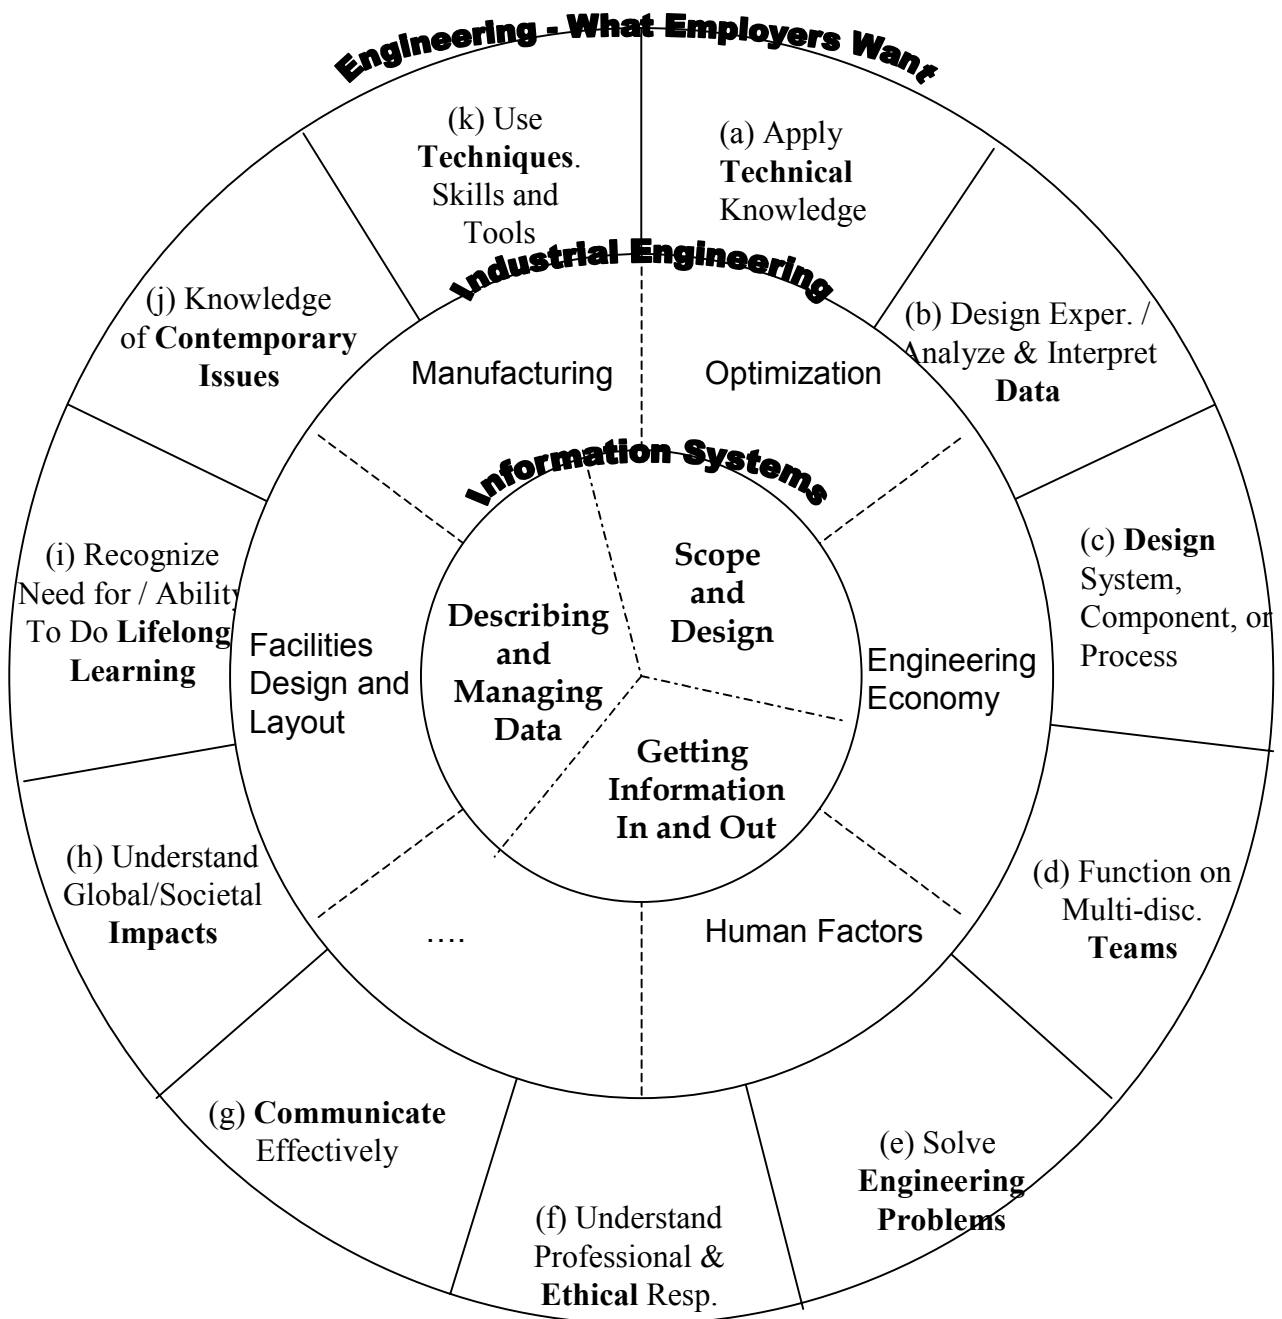 Engineering - What Employers Want
(k) Use
Techniques.
Skills and
Tools
(a) Apply
Technical
Knowledge
(b) Design Exper. /
Analyze & Interpret
Data
(c) Design
System,
Component, or
Process
(d) Function on
Multi-disc.
Teams
(e) Solve
Engineering
Problems
(f) Understand
Professional &
Ethical Resp.
(g) Communicate
Effectively
(h) Understand
Global/Societal
Impacts
(i) Recognize
Need for / Ability
To Do Lifelong
Learning
(j) Knowledge
of Contemporary
Issues
Industrial Engineering
Manufacturing
Optimization
Engineering
Economy
Human Factors
....
Facilities
Design and
Layout
Information Systems
Scope
and
Design
Getting
Information
In and Out
Describing
and
Managing
Data